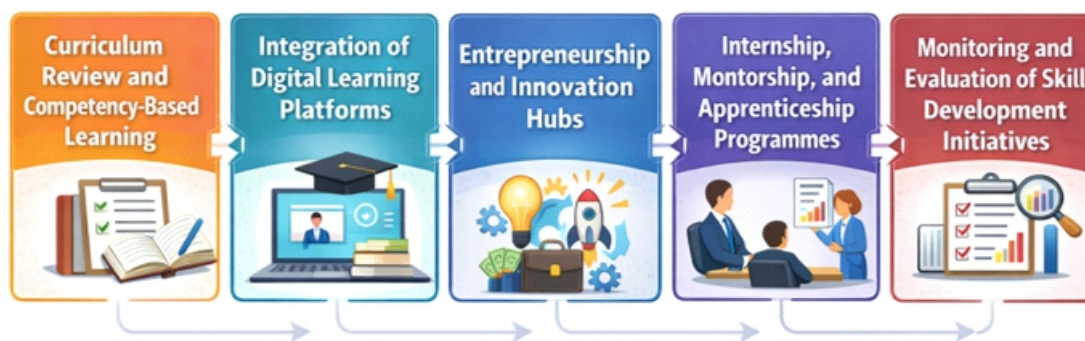 Curriculum
Review and
Competency-Based
Learning
Integration of
Digital Learning
Platforms
Entrepreneurship
and Innovation
Hubs
Internship,
Montorship, and
Apprenticeship
Programmes
Monitoring and
Evaluation of Skill
Development
Initiatives